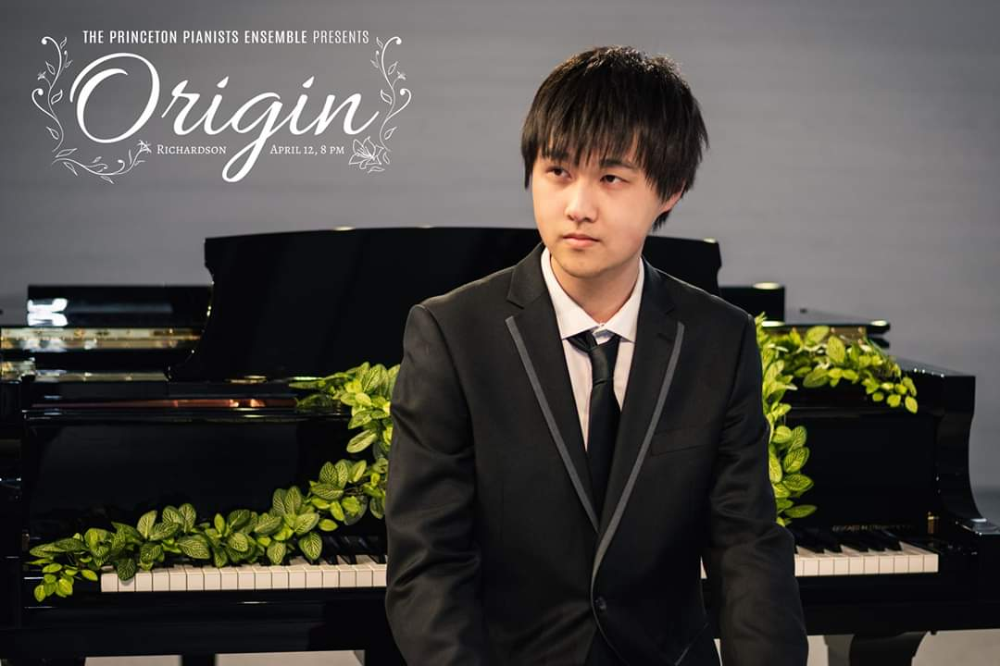 THE PRINCETON PIANISTS ENSEMBLE PRESENTS
Origin
RICHARDSON APRIL 12, 8 PM